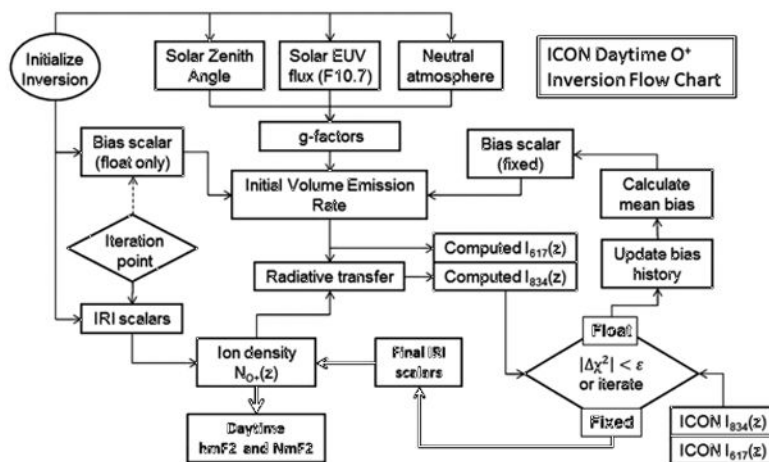 Initialize
Inversion
Solar Zenith
Angle
Solar EUV
flux (F10.7)
Neutral
atmosphere
ICON Daytime O⁺
Inversion Flow Chart
g-factors
Bias scalar
(float only)
Bias scalar
(fixed)
Initial Volume Emission
Rate
Calculate
mean bias
Iteration
point
Computed I₆₁₇(z)
Computed I₈₃₄(z)
Update bias
history
Radiative transfer
IRI scalars
Float
Ion density
N_O+(z)
Final IRI
scalars
|Δχ²| < ε
or iterate
Fixed
Daytime
hmF2 and NmF2
ICON I₈₃₄(z)
ICON I₆₁₇(z)